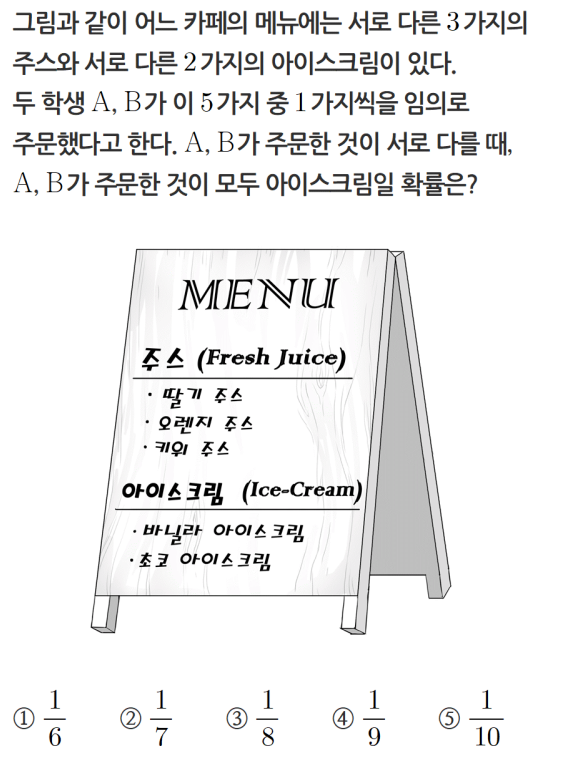 그림과 같이 어느 카페의 메뉴에는 서로 다른 3가지의
주스와 서로 다른 2가지의 아이스크림이 있다.
두 학생 A, B가 이 5가지 중 1가지씩을 임의로
주문했다고 한다. A, B가 주문한 것이 서로 다를 때,
A, B가 주문한 것이 모두 아이스크림일 확률은?
MENU
주스 (Fresh Juice)
· 딸기 주스
· 오렌지 주스
· 키위 주스
아이스크림 (Ice-Cream)
· 바닐라 아이스크림
· 초코 아이스크림
① 1/6 ② 1/7 ③ 1/8 ④ 1/9 ⑤ 1/10